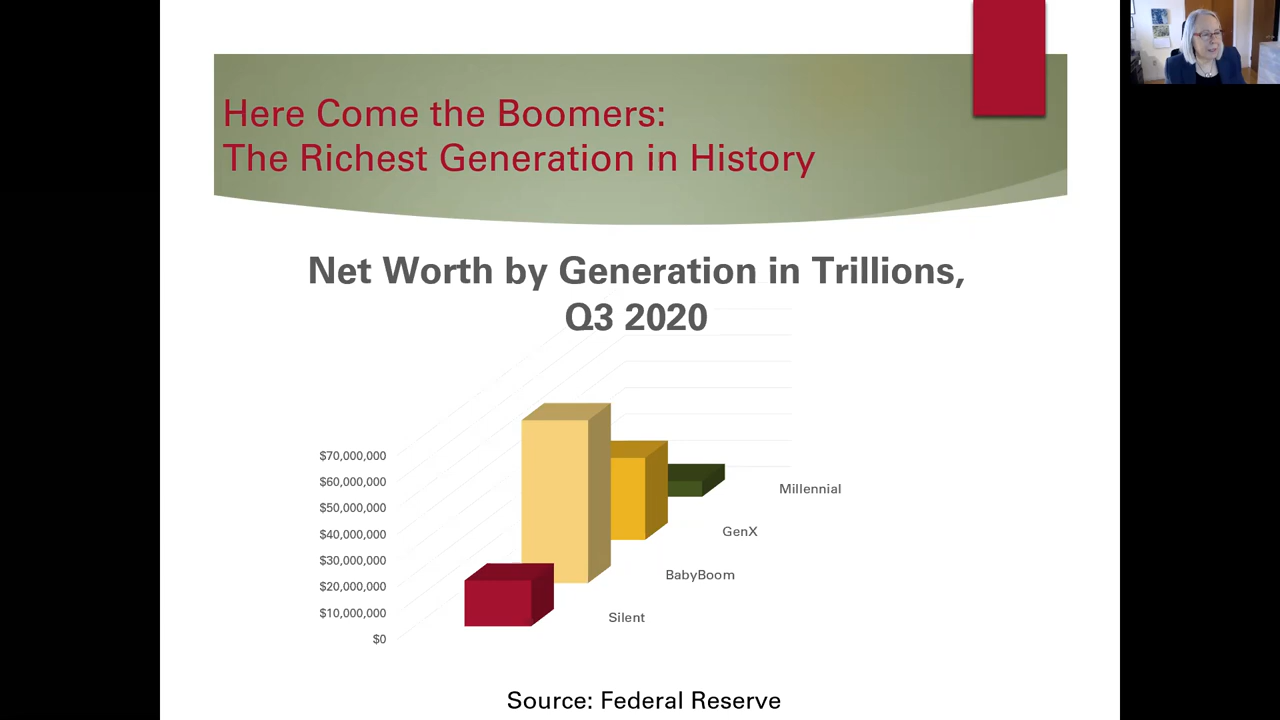 Here Come the Boomers:
The Richest Generation in History
Net Worth by Generation in Trillions,
Q3 2020
$70,000,000
$60,000,000
$50,000,000
$40,000,000
$30,000,000
$20,000,000
$10,000,000
$0
Millennial
GenX
BabyBoom
Silent
Source: Federal Reserve